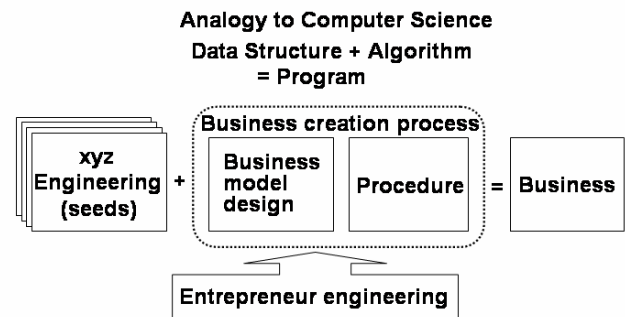 Analogy to Computer Science
Data Structure + Algorithm
= Program
Business creation process
xyz
Engineering
(seeds)
+
Business
model
design
Procedure
=
Business
Entrepreneur engineering